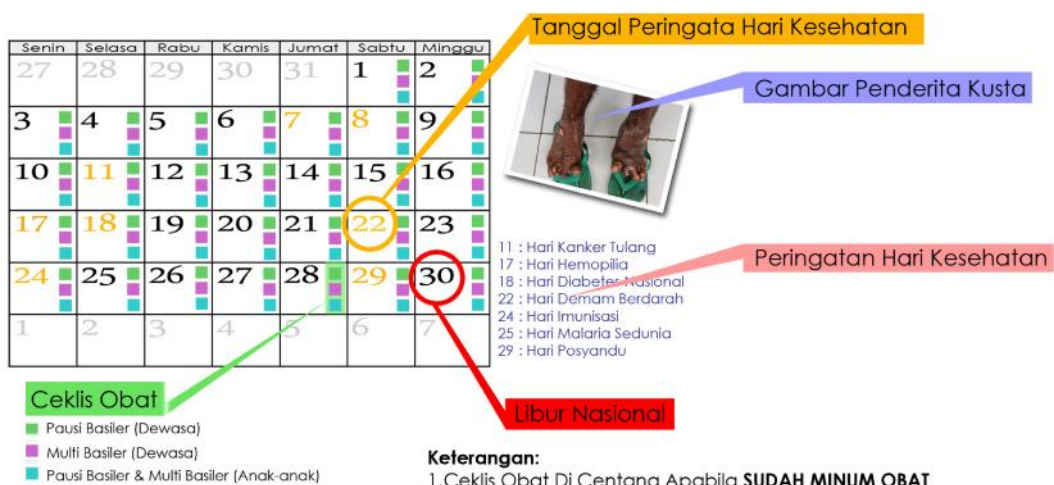 Tanggal Peringata Hari Kesehatan
Senin Selasa Rabu Kamis Jumat Sabtu Minggu
27 28 29 30 31 1 2
3 4 5 6 7 8 9
10 11 12 13 14 15 16
17 18 19 20 21 22 23
24 25 26 27 28 29 30
1 2 3 4 5 6 7
Gambar Penderita Kusta
11 : Hari Kanker Tulang
17 : Hari Hemopilia
18 : Hari Diabeter Nasional
22 : Hari Demam Berdarah
24 : Hari Imunisasi
25 : Hari Malaria Sedunia
29 : Hari Posyandu
Peringatan Hari Kesehatan
Ceklis Obat
Pausi Basiler (Dewasa)
Multi Basiler (Dewasa)
Pausi Basiler & Multi Basiler (Anak-anak)
Libur Nasional
Keterangan:
1.Ceklis Obat Di Centang Apabila SUDAH MINUM OBAT